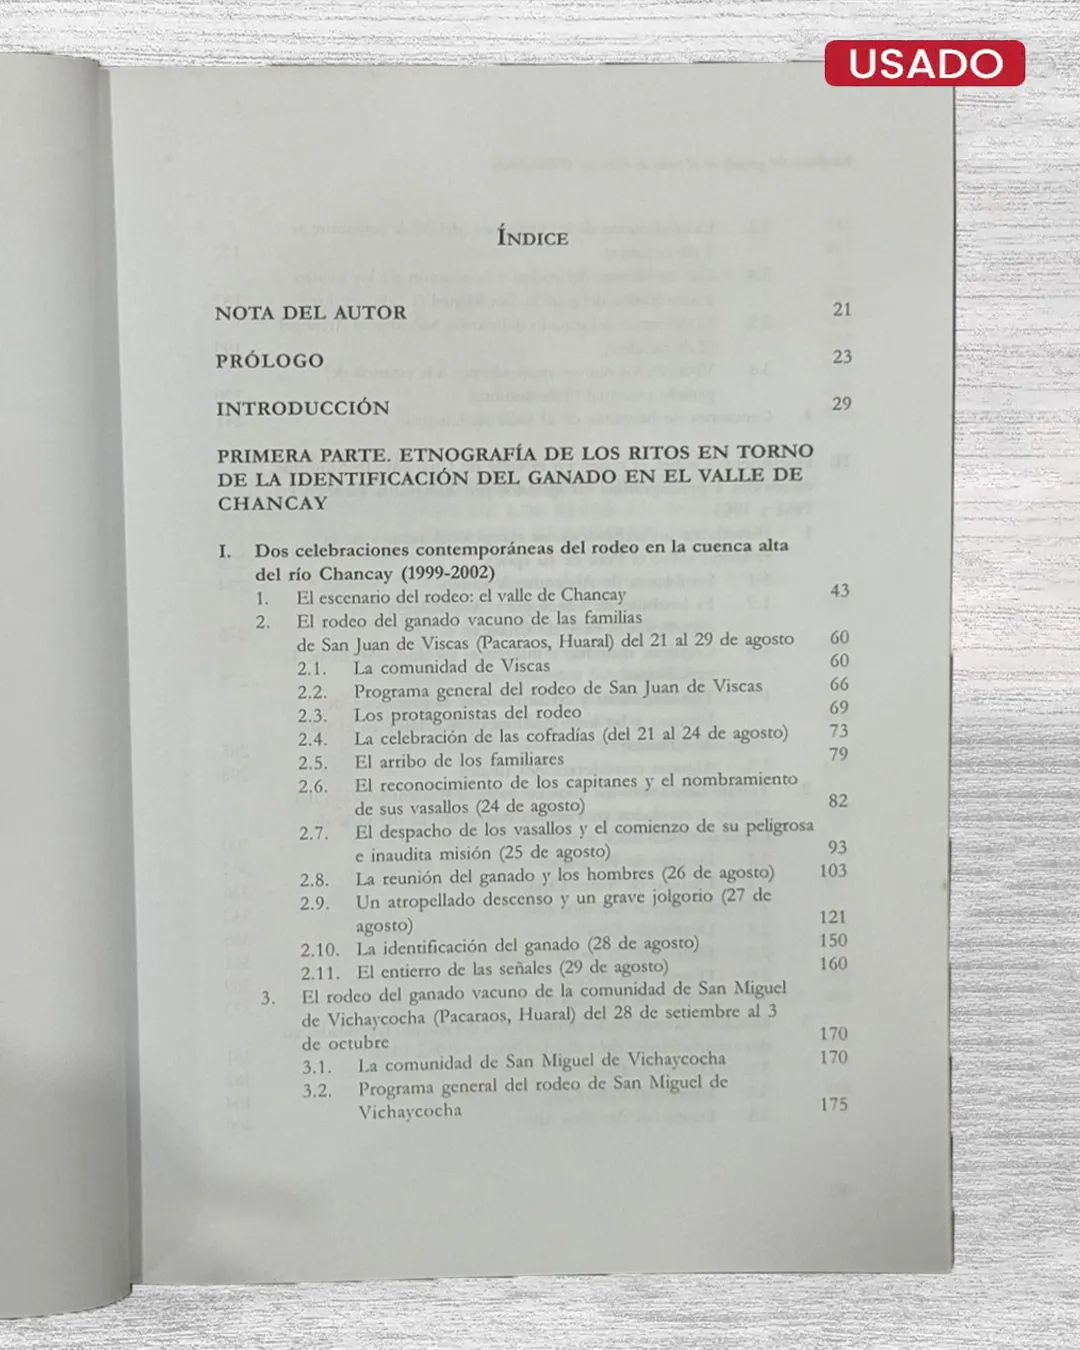 USADO
ÍNDICE
NOTA DEL AUTOR 21
PRÓLOGO 23
INTRODUCCIÓN 29
PRIMERA PARTE. ETNOGRAFÍA DE LOS RITOS EN TORNO
DE LA IDENTIFICACIÓN DEL GANADO EN EL VALLE DE
CHANCAY
I. Dos celebraciones contemporáneas del rodeo en la cuenca alta
del río Chancay (1999-2002)
1. El escenario del rodeo: el valle de Chancay 43
2. El rodeo del ganado vacuno de las familias
de San Juan de Viscas (Pacaraos, Huaral) del 21 al 29 de agosto 60
2.1. La comunidad de Viscas 60
2.2. Programa general del rodeo de San Juan de Viscas 66
2.3. Los protagonistas del rodeo 69
2.4. La celebración de las cofradías (del 21 al 24 de agosto) 73
2.5. El arribo de los familiares 79
2.6. El reconocimiento de los capitanes y el nombramiento
de sus vasallos (24 de agosto) 82
2.7. El despacho de los vasallos y el comienzo de su peligrosa
e inaudita misión (25 de agosto) 93
2.8. La reunión del ganado y los hombres (26 de agosto) 103
2.9. Un atropellado descenso y un grave jolgorio (27 de
agosto) 121
2.10. La identificación del ganado (28 de agosto) 150
2.11. El entierro de las señales (29 de agosto) 160
3. El rodeo del ganado vacuno de la comunidad de San Miguel
de Vichaycocha (Pacaraos, Huaral) del 28 de setiembre al 3
de octubre 170
3.1. La comunidad de San Miguel de Vichaycocha 170
3.2. Programa general del rodeo de San Miguel de
Vichaycocha 175